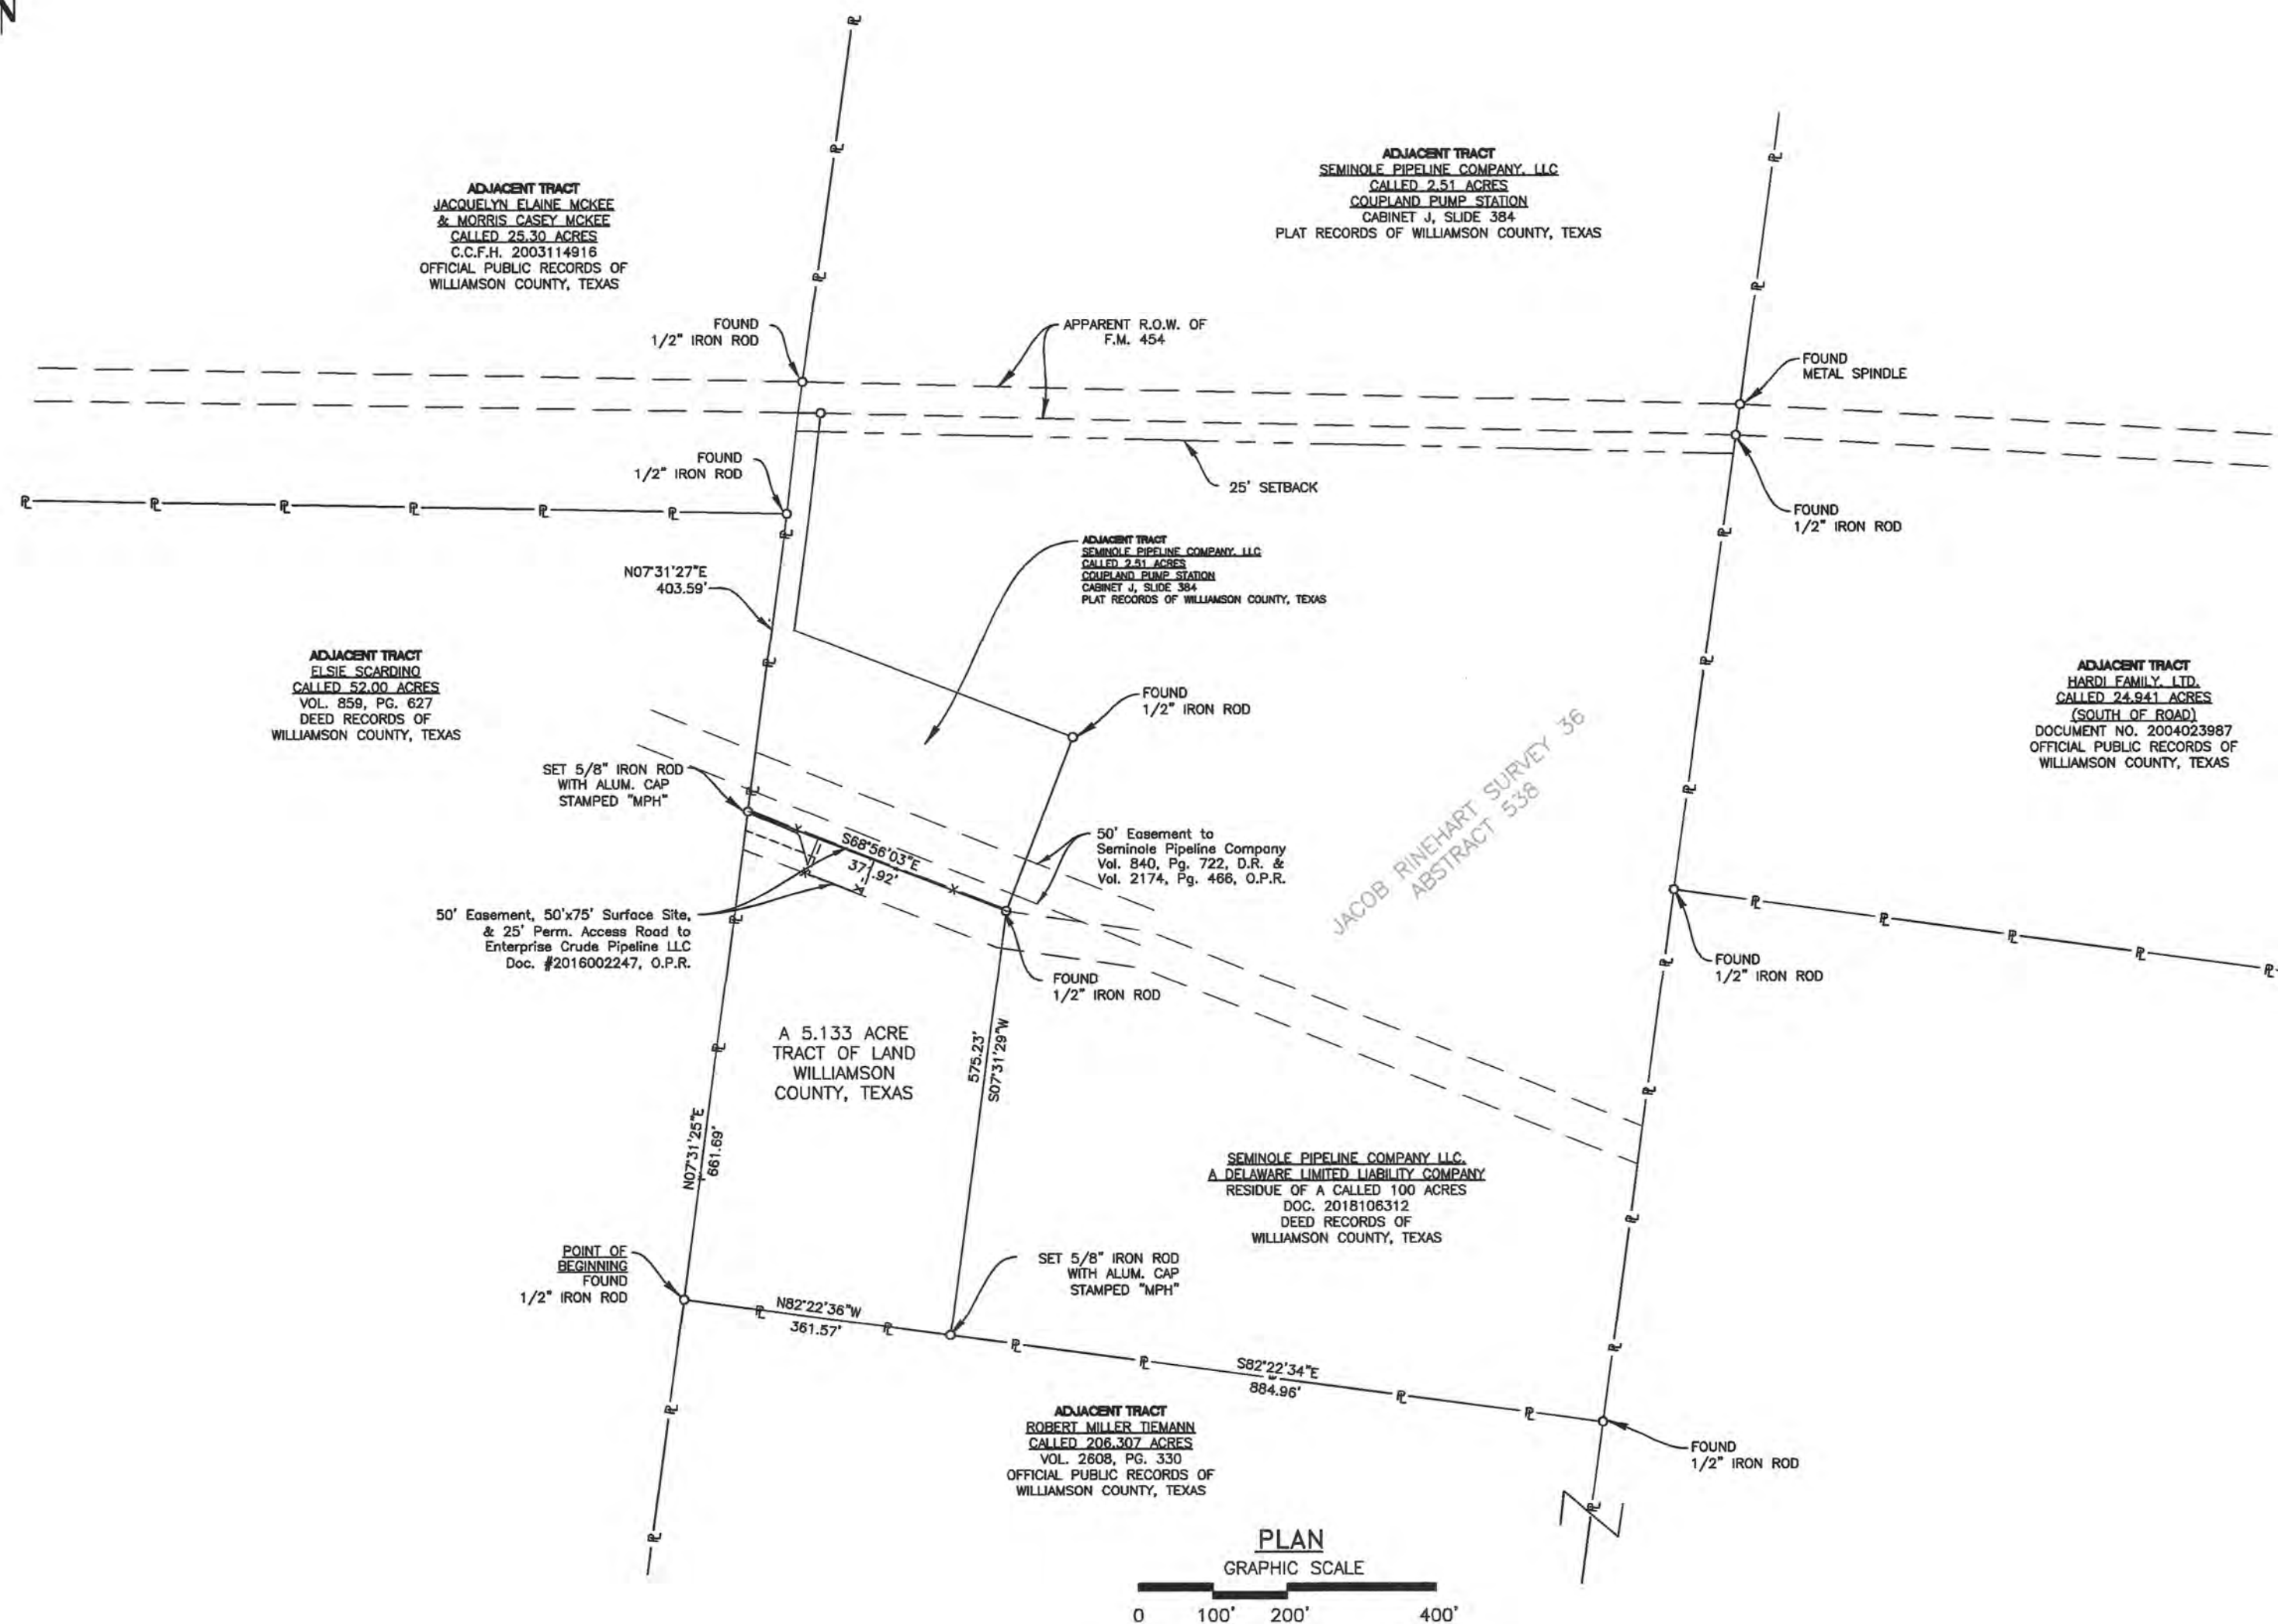 N
ADJACENT TRACT
JACQUELYN ELAINE MCKEE
& MORRIS CASEY MCKEE
CALLED 25.30 ACRES
C.C.F.H. 2003114916
OFFICIAL PUBLIC RECORDS OF
WILLIAMSON COUNTY, TEXAS
ADJACENT TRACT
SEMINOLE PIPELINE COMPANY, LLC
CALLED 2.51 ACRES
COUPLAND PUMP STATION
CABINET J, SLIDE 384
PLAT RECORDS OF WILLIAMSON COUNTY, TEXAS
FOUND
1/2" IRON ROD
APPARENT R.O.W. OF
F.M. 454
FOUND
METAL SPINDLE
FOUND
1/2" IRON ROD
25' SETBACK
FOUND
1/2" IRON ROD
N07°31'27"E
403.59'
ADJACENT TRACT
SEMINOLE PIPELINE COMPANY, LLC
CALLED 2.51 ACRES
COUPLAND PUMP STATION
CABINET J, SLIDE 384
PLAT RECORDS OF WILLIAMSON COUNTY, TEXAS
ADJACENT TRACT
ELSIE SCARDINO
CALLED 52.00 ACRES
VOL. 859, PG. 627
DEED RECORDS OF
WILLIAMSON COUNTY, TEXAS
FOUND
1/2" IRON ROD
ADJACENT TRACT
HARDI FAMILY, LTD.
CALLED 24.941 ACRES
(SOUTH OF ROAD)
DOCUMENT NO. 2004023987
OFFICIAL PUBLIC RECORDS OF
WILLIAMSON COUNTY, TEXAS
JACOB RINEHART SURVEY 36
ABSTRACT 538
SET 5/8" IRON ROD
WITH ALUM. CAP
STAMPED "MPH"
S68°56'03"E
371.92'
50' Easement to
Seminole Pipeline Company
Vol. 840, Pg. 722, D.R. &
Vol. 2174, Pg. 466, O.P.R.
50' Easement, 50'x75' Surface Site,
& 25' Perm. Access Road to
Enterprise Crude Pipeline LLC
Doc. #2016002247, O.P.R.
FOUND
1/2" IRON ROD
FOUND
1/2" IRON ROD
A 5.133 ACRE
TRACT OF LAND
WILLIAMSON
COUNTY, TEXAS
575.23'
S07°31'29"W
N07°31'25"E
661.69'
SEMINOLE PIPELINE COMPANY LLC,
A DELAWARE LIMITED LIABILITY COMPANY
RESIDUE OF A CALLED 100 ACRES
DOC. 2018106312
DEED RECORDS OF
WILLIAMSON COUNTY, TEXAS
POINT OF
BEGINNING
FOUND
1/2" IRON ROD
SET 5/8" IRON ROD
WITH ALUM. CAP
STAMPED "MPH"
N82°22'36"W
361.57'
S82°22'34"E
884.96'
ADJACENT TRACT
ROBERT MILLER TIEMANN
CALLED 206.307 ACRES
VOL. 2608, PG. 330
OFFICIAL PUBLIC RECORDS OF
WILLIAMSON COUNTY, TEXAS
FOUND
1/2" IRON ROD
PLAN
GRAPHIC SCALE
0 100' 200' 400'